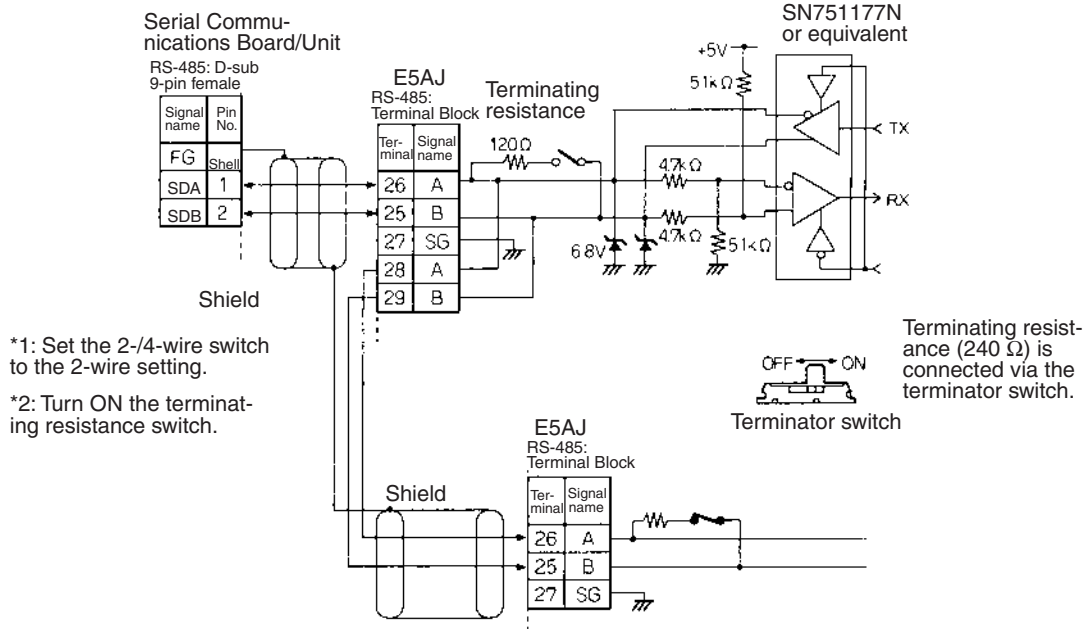 Serial Commu-
nications Board/Unit
RS-485: D-sub
9-pin female
Signal
name
Pin
No.
FG
Shell
SDA
1
SDB
2
Shield
E5AJ
RS-485:
Terminal Block
Ter-
minal
Signal
name
26
A
25
B
27
SG
28
A
29
B
Terminating
resistance
120Ω
SN751177N
or equivalent
+5V
51kΩ
TX
4.7kΩ
RX
4.7kΩ
6.8V
51kΩ
*1: Set the 2-/4-wire switch
to the 2-wire setting.
*2: Turn ON the terminat-
ing resistance switch.
OFF
ON
Terminator switch
Terminating resist-
ance (240 Ω) is
connected via the
terminator switch.
Shield
E5AJ
RS-485:
Terminal Block
Ter-
minal
Signal
name
26
A
25
B
27
SG